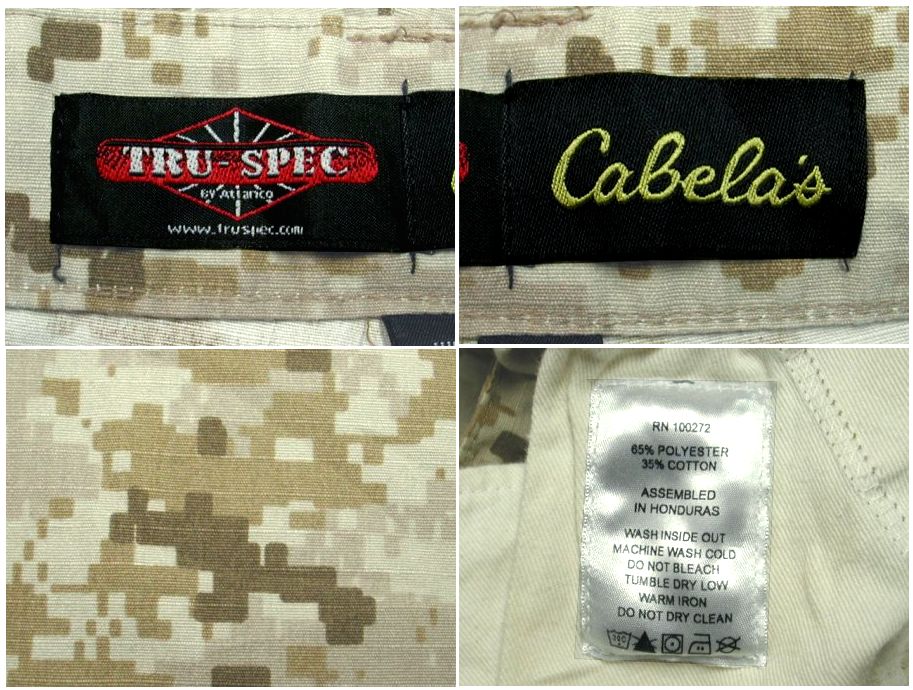 TRU-SPEC
BY Atlanco
www.truspec.com
Cabela's
RN 100272
65% POLYESTER
35% COTTON
ASSEMBLED
IN HONDURAS
WASH INSIDE OUT
MACHINE WASH COLD
DO NOT BLEACH
TUMBLE DRY LOW
WARM IRON
DO NOT DRY CLEAN